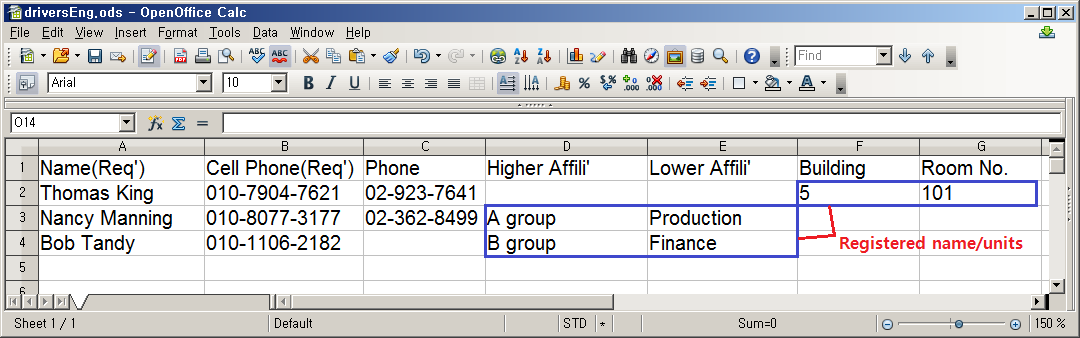 driversEng.ods - OpenOffice Calc
File Edit View Insert Format Tools Data Window Help
Find
Arial 10 B I U
O14
A B C D E F G
1 Name(Req') Cell Phone(Req') Phone Higher Affili' Lower Affili' Building Room No.
2 Thomas King 010-7904-7621 02-923-7641 5 101
3 Nancy Manning 010-8077-3177 02-362-8499 A group Production
4 Bob Tandy 010-1106-2182 B group Finance
Registered name/units
5
6
Sheet 1 / 1 Default STD * Sum=0 150 %